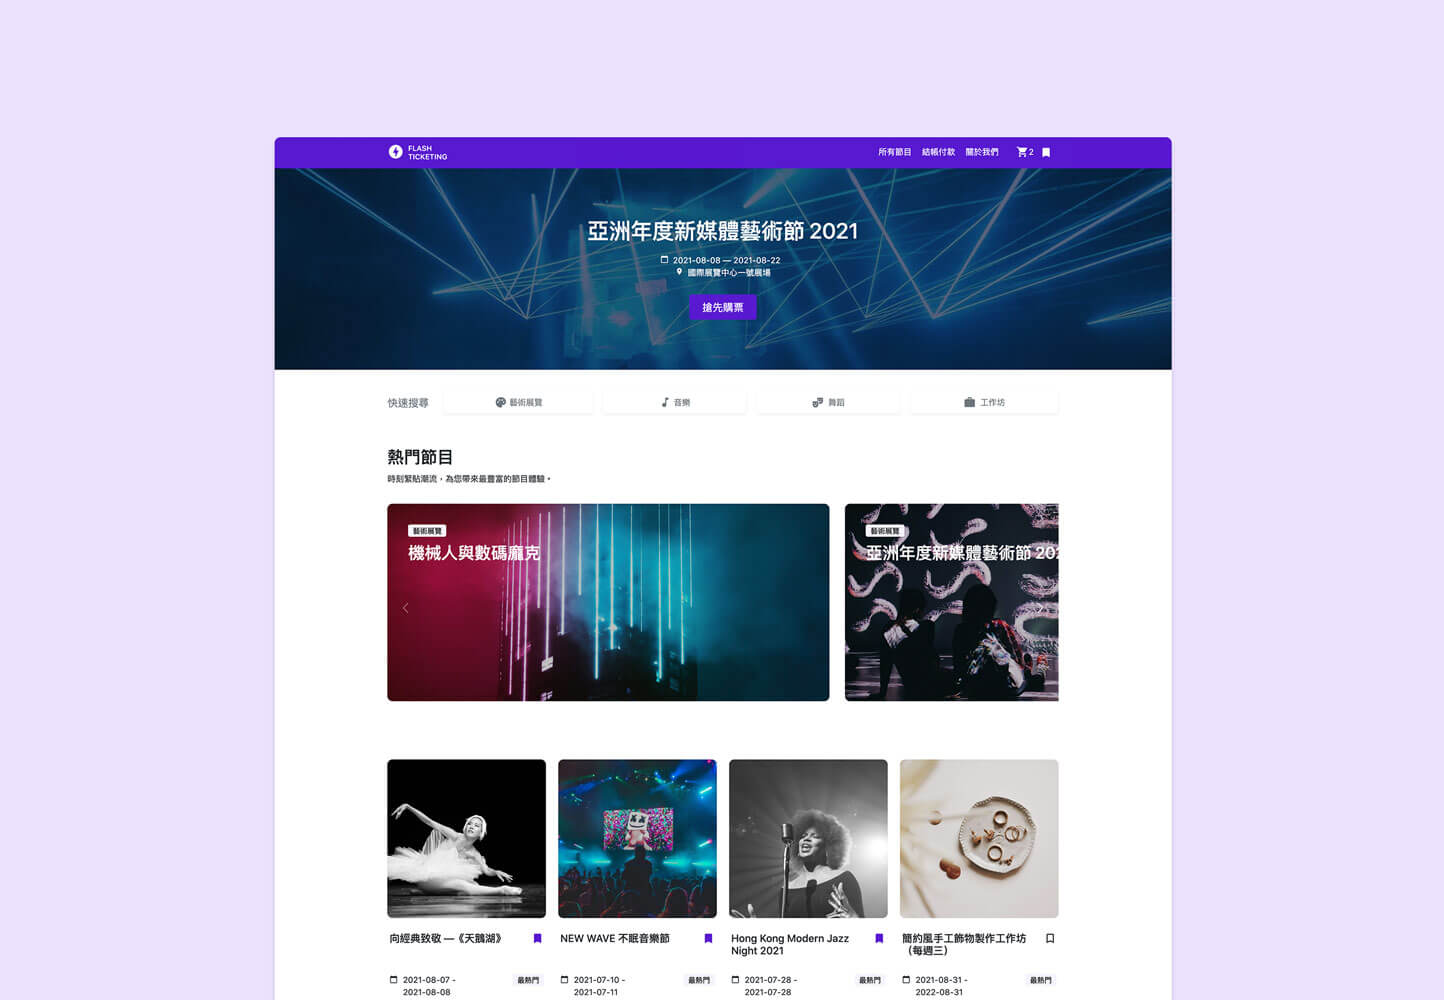 FLASH
TICKETING
所有節目 結帳付款 關於我們 2
亞洲年度新媒體藝術節 2021
2021-08-08 — 2021-08-22
國際展覽中心一號展場
搶先購票
快速搜尋 藝術展覽 音樂 舞蹈 工作坊
熱門節目
時刻緊貼潮流，為您帶來最豐富的節目體驗。
藝術展覽
機械人與數碼龐克
藝術展覽
亞洲年度新媒體藝術節 202
向經典致敬 —《天鵝湖》
2021-08-07 -
2021-08-08
最熱門
NEW WAVE 不眠音樂節
2021-07-10 -
2021-07-11
最熱門
Hong Kong Modern Jazz
Night 2021
2021-07-28 -
2021-07-28
最熱門
簡約風手工飾物製作工作坊
（每週三）
2021-08-31 -
2022-08-31
最熱門